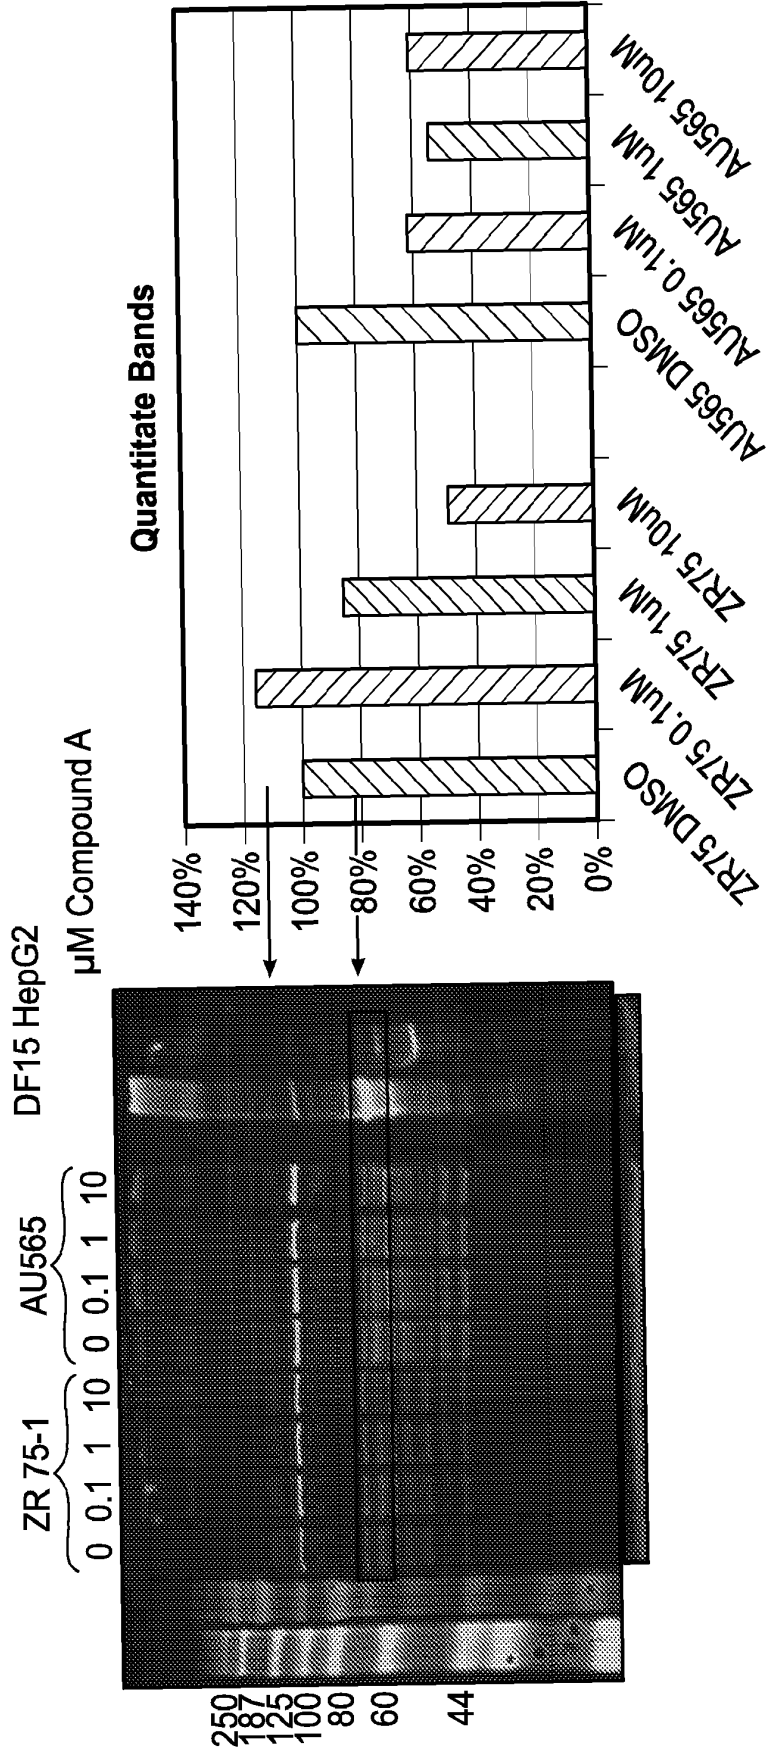 ZR 75-1
AU565
DF15 HepG2
0 0.1 1 10 0 0.1 1 10
µM Compound A
250
187
125
100
80
60
44
Quantitate Bands
140%
120%
100%
80%
60%
40%
20%
0%
ZR75 DMSO
ZR75 0.1uM
ZR75 1uM
ZR75 10uM
AU565 DMSO
AU565 0.1uM
AU565 1uM
AU565 10uM